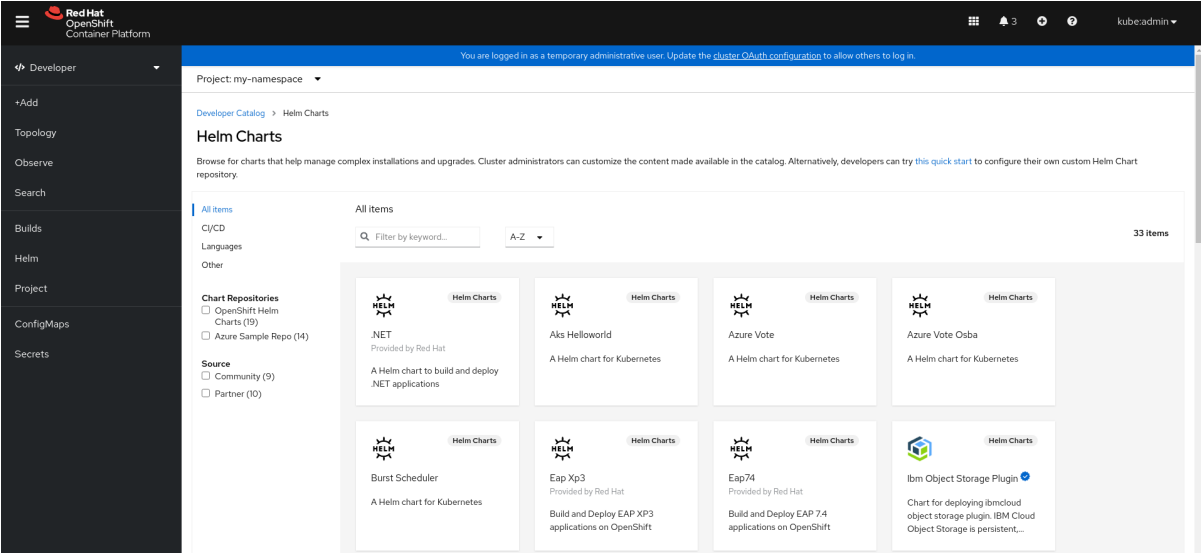 Red Hat
OpenShift
Container Platform
3
kube:admin
Developer
You are logged in as a temporary administrative user. Update the cluster OAuth configuration to allow others to log in.
Project: my-namespace
+Add
Topology
Observe
Search
Builds
Helm
Project
ConfigMaps
Secrets
Developer Catalog > Helm Charts
Helm Charts
Browse for charts that help manage complex installations and upgrades. Cluster administrators can customize the content made available in the catalog. Alternatively, developers can try this quick start to configure their own custom Helm Chart
repository.
All items
CI/CD
Languages
Other
Chart Repositories
OpenShift Helm
Charts (19)
Azure Sample Repo (14)
Source
Community (9)
Partner (10)
All items
Filter by keyword...
A-Z
33 items
HELM
Helm Charts
.NET
Provided by Red Hat
A Helm chart to build and deploy
.NET applications
HELM
Helm Charts
Aks Helloworld
A Helm chart for Kubernetes
HELM
Helm Charts
Azure Vote
A Helm chart for Kubernetes
HELM
Helm Charts
Azure Vote Osba
A Helm chart for Kubernetes
HELM
Helm Charts
Burst Scheduler
A Helm chart for Kubernetes
HELM
Helm Charts
Eap Xp3
Provided by Red Hat
Build and Deploy EAP XP3
applications on OpenShift
HELM
Helm Charts
Eap74
Provided by Red Hat
Build and Deploy EAP 7.4
applications on OpenShift
Helm Charts
Ibm Object Storage Plugin
Chart for deploying ibmcloud
object storage plugin. IBM Cloud
Object Storage is persistent,...